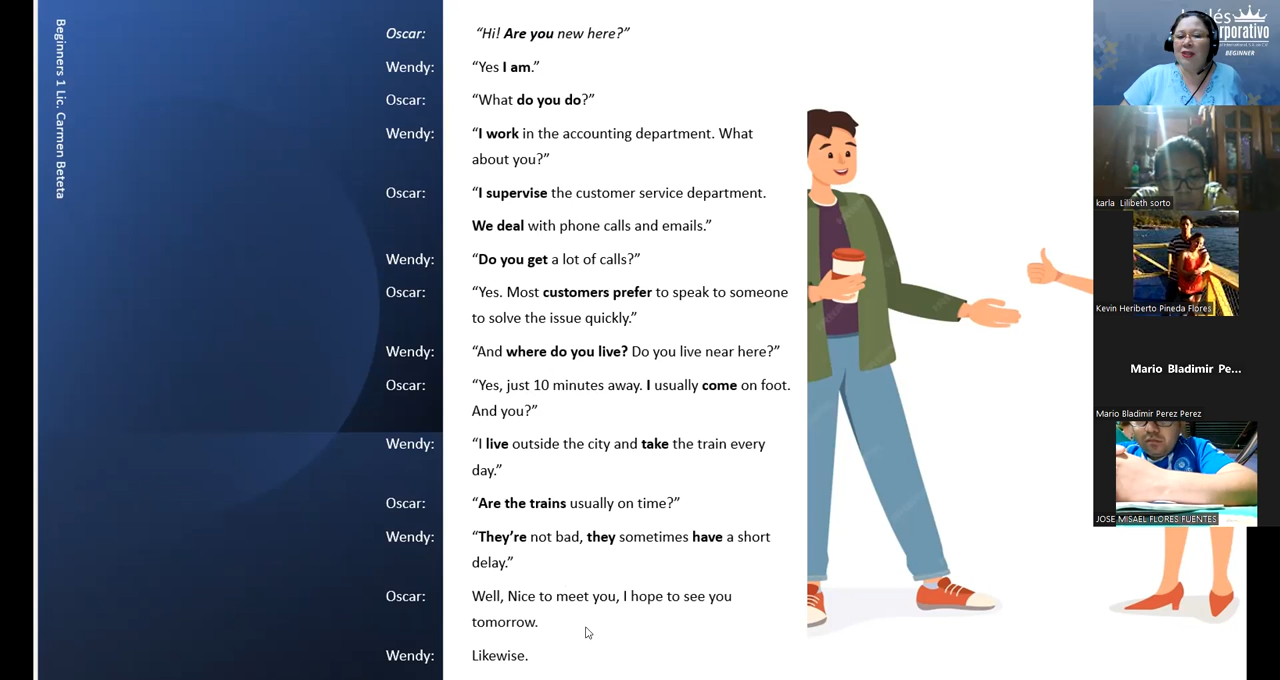 Beginners 1 Lic. Carmen Beteta
Oscar: “Hi! Are you new here?”
Wendy: “Yes I am.”
Oscar: “What do you do?”
Wendy: “I work in the accounting department. What
about you?”
Oscar: “I supervise the customer service department.
We deal with phone calls and emails.”
Wendy: “Do you get a lot of calls?”
Oscar: “Yes. Most customers prefer to speak to someone
to solve the issue quickly.”
Wendy: “And where do you live? Do you live near here?”
Oscar: “Yes, just 10 minutes away. I usually come on foot.
And you?”
Wendy: “I live outside the city and take the train every
day.”
Oscar: “Are the trains usually on time?”
Wendy: “They’re not bad, they sometimes have a short
delay.”
Oscar: Well, Nice to meet you, I hope to see you
tomorrow.
Wendy: Likewise.
BEGINNER
karla Lilibeth sorto
Kevin Heriberto Pineda Flores
Mario Bladimir Pe...
Mario Bladimir Perez Perez
JOSE MISAEL FLORES FUENTES